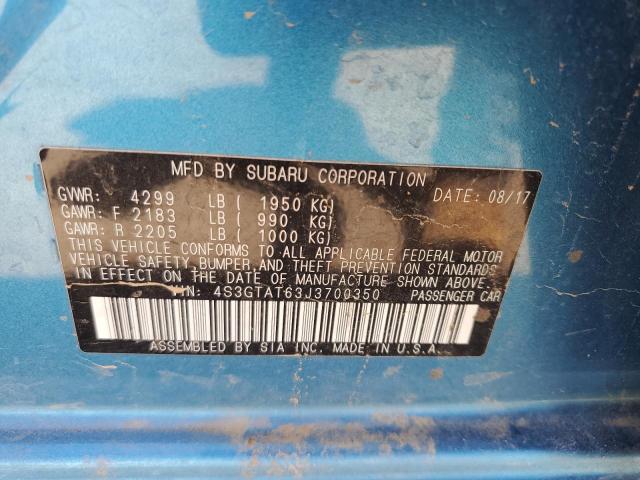 MFD BY SUBARU CORPORATION
GVWR: 4299 LB ( 1950 KG) DATE: 08/17
GAWR: F 2183 LB ( 990 KG)
GAWR: R 2205 LB ( 1000 KG)
THIS VEHICLE CONFORMS TO ALL APPLICABLE FEDERAL MOTOR
VEHICLE SAFETY, BUMPER, AND THEFT PREVENTION STANDARDS
IN EFFECT ON THE DATE OF MANUFACTURE SHOWN ABOVE.
VIN: 4S3GTAT63J3700350 PASSENGER CAR
ASSEMBLED BY SIA INC. MADE IN U.S.A.